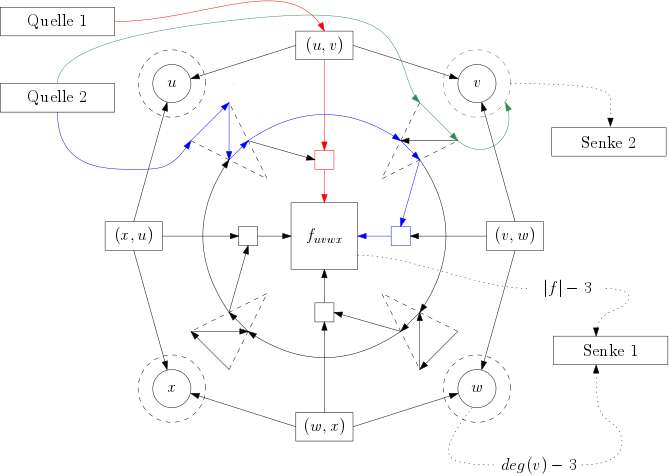 Quelle 1
(u, v)
u
v
Quelle 2
Senke 2
(x, u)
f_{uvwx}
(v, w)
|f| − 3
Senke 1
x
w
(w, x)
deg(v) − 3